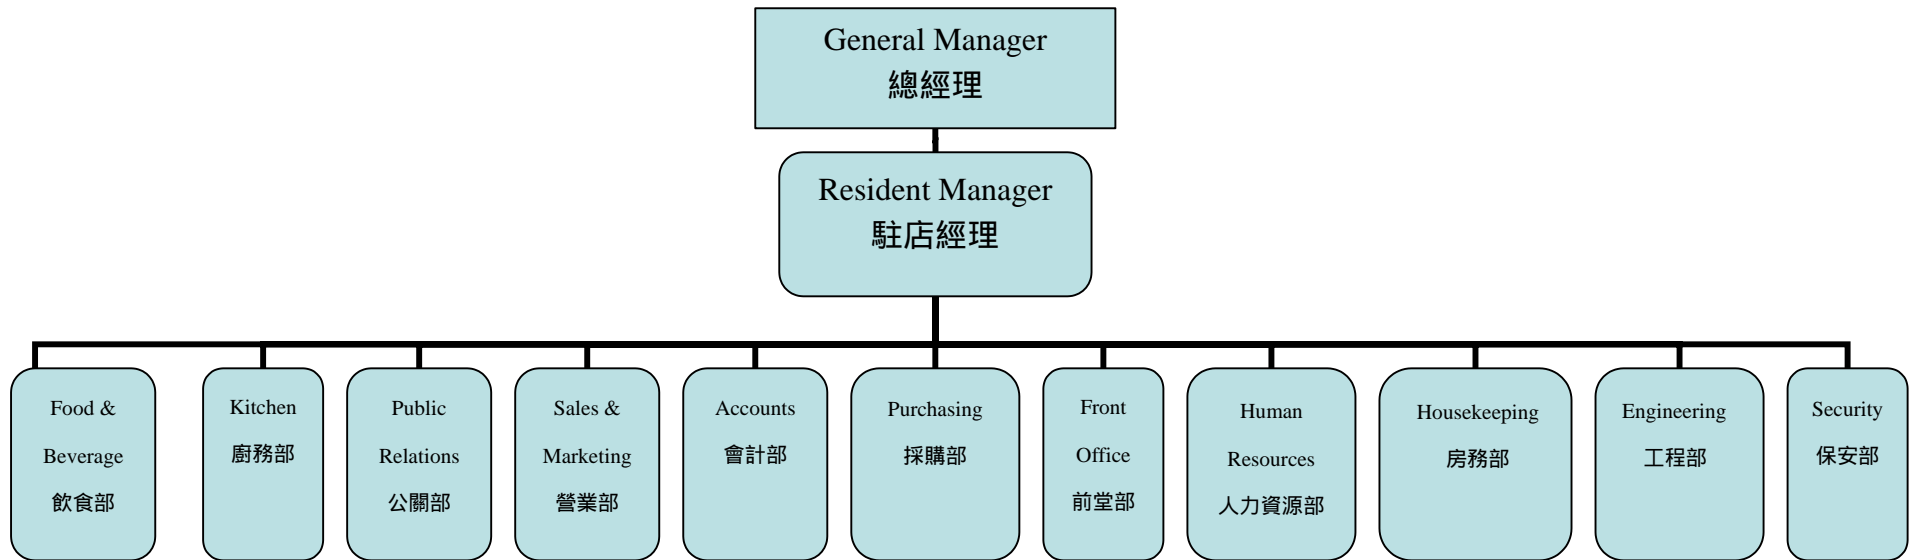 General Manager
總經理
Resident Manager
駐店經理
Food &
Beverage
飲食部
Kitchen
廚務部
Public
Relations
公關部
Sales &
Marketing
營業部
Accounts
會計部
Purchasing
採購部
Front
Office
前堂部
Human
Resources
人力資源部
Housekeeping
房務部
Engineering
工程部
Security
保安部